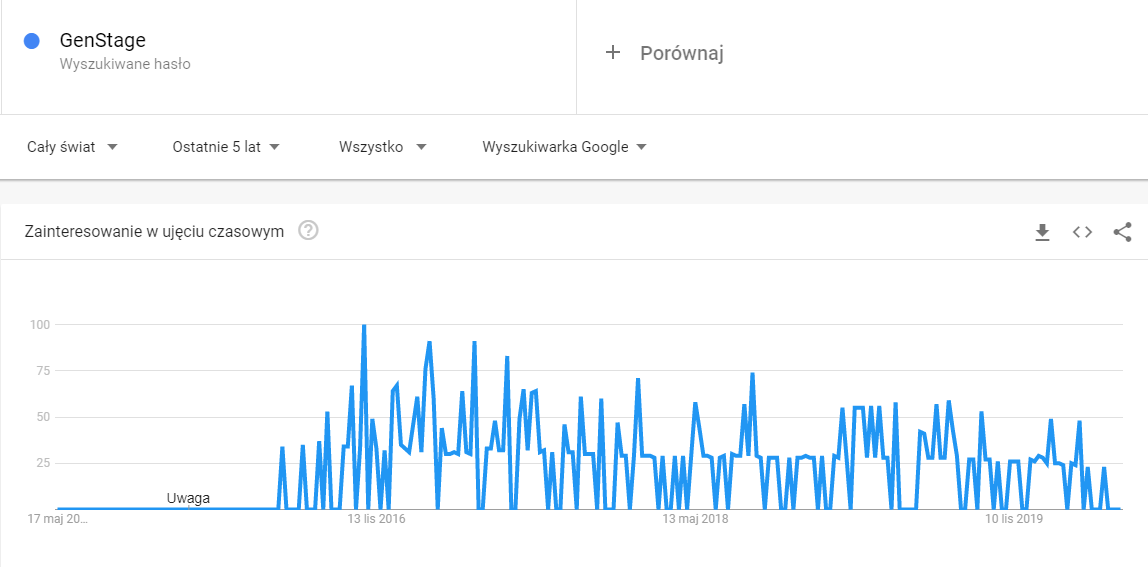 GenStage
Wyszukiwane hasło
Porównaj
Cały świat
Ostatnie 5 lat
Wszystko
Wyszukiwarka Google
Zainteresowanie w ujęciu czasowym
100
75
50
25
Uwaga
17 maj 20…
13 lis 2016
13 maj 2018
10 lis 2019